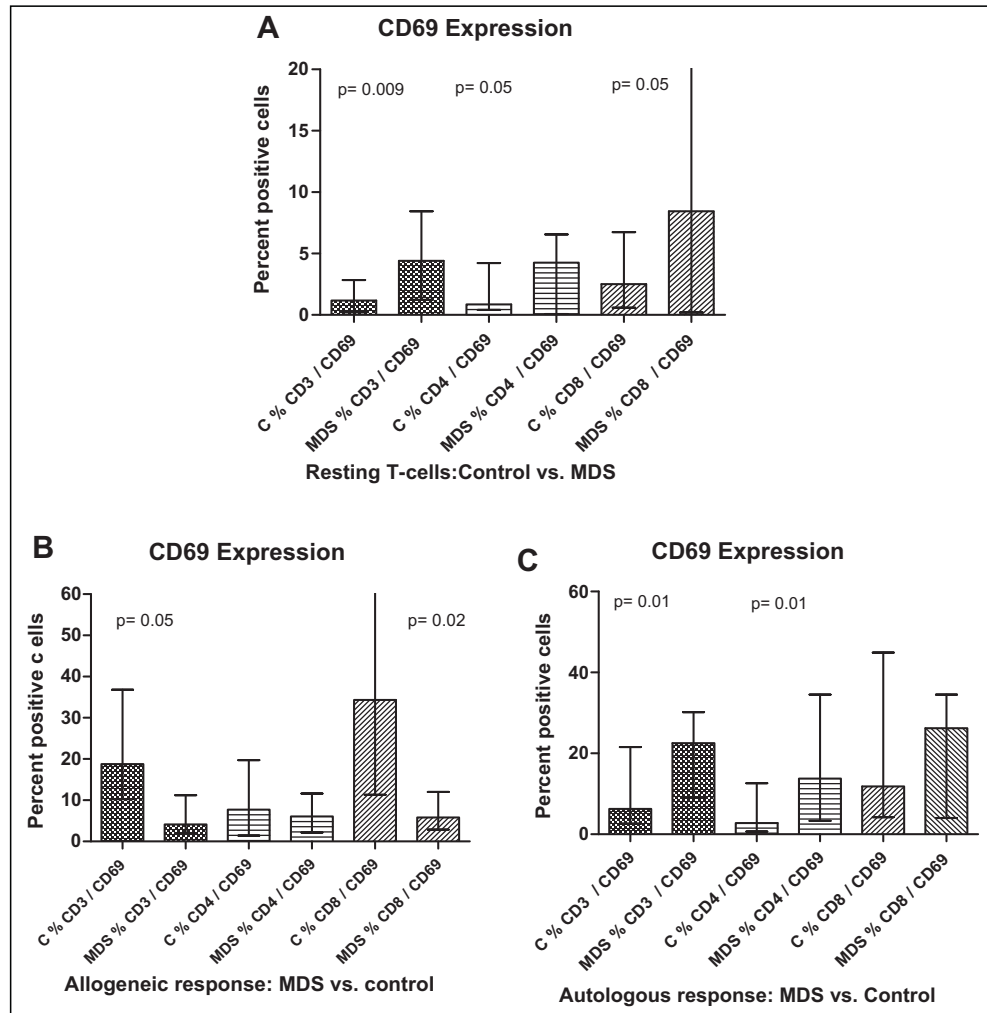 A
CD69 Expression
Percent positive cells
20
15
10
5
0
p= 0.009
p= 0.05
p= 0.05
C % CD3 / CD69
MDS % CD3 / CD69
C % CD4 / CD69
MDS % CD4 / CD69
C % CD8 / CD69
MDS % CD8 / CD69
Resting T-cells:Control vs. MDS
B
CD69 Expression
Percent positive c ells
60
50
40
30
20
10
0
p= 0.05
p= 0.02
C % CD3 / CD69
MDS % CD3 / CD69
C % CD4 / CD69
MDS % CD4 / CD69
C % CD8 / CD69
MDS % CD8 / CD69
Allogeneic response: MDS vs. control
C
CD69 Expression
Percent positive cells
60
40
20
0
p= 0.01
p= 0.01
C % CD3 / CD69
MDS % CD3 / CD69
C % CD4 / CD69
MDS % CD4 / CD69
C % CD8 / CD69
MDS % CD8 / CD69
Autologous response: MDS vs. Control